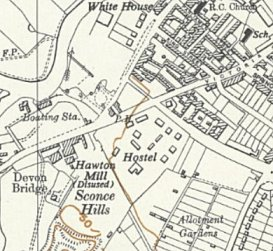 White House
R.C. Church
Sch.
F.P.
Boating Sta.
P.H.
Hawton
Mill
(Disused)
Hostel
Devon
Bridge
Sconce
Hills
Allotment
Gardens